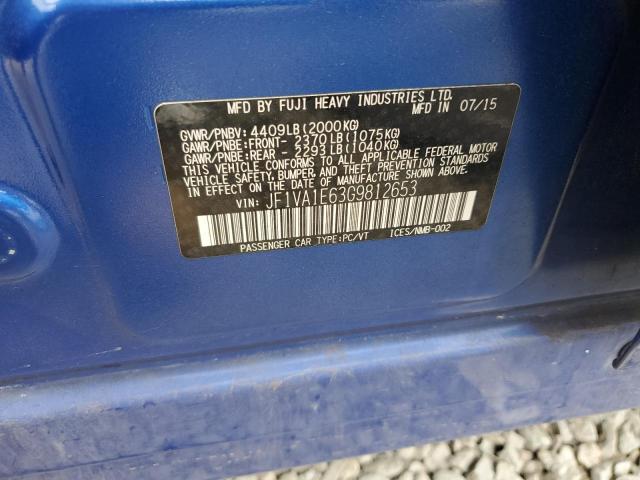 MFD BY FUJI HEAVY INDUSTRIES LTD.
MFD IN 07/15
GVWR/PNBV: 4409LB(2000KG)
GAWR/PNBE:FRONT- 2370LB(1075KG)
GAWR/PNBE:REAR - 2293LB(1040KG)
THIS VEHICLE CONFORMS TO ALL APPLICABLE FEDERAL MOTOR
VEHICLE SAFETY, BUMPER, AND THEFT PREVENTION STANDARDS
IN EFFECT ON THE DATE OF MANUFACTURE SHOWN ABOVE.
VIN: JF1VA1E63G9812653
PASSENGER CAR TYPE:PC/VT ICES/NMB-002